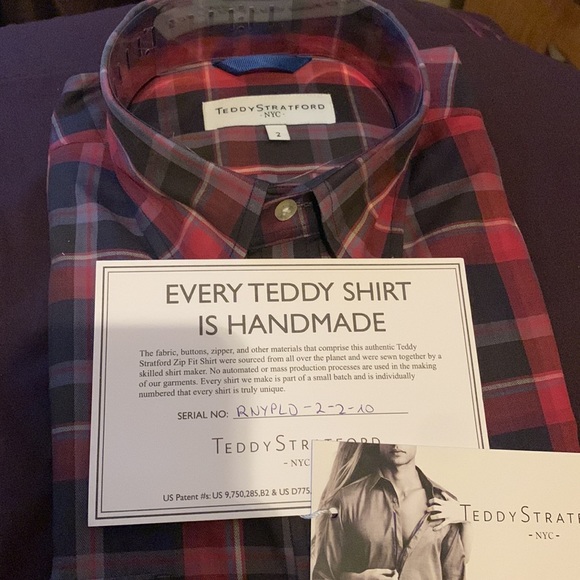 TEDDYSTRATFORD
- NYC -
2
EVERY TEDDY SHIRT
IS HANDMADE
The fabric, buttons, zipper, and other materials that comprise this authentic Teddy
Stratford Zip Fit Shirt were sourced from all over the planet and were sewn together by a
skilled shirt maker. No automated or mass production processes are used in the making
of our garments. Every shirt we make is part of a small batch and is individually
numbered that every shirt is truly unique.
SERIAL NO: RNYPLD-2-2-10
TEDDYSTRATFORD
- NYC
US Patent #s: US 9,750,285,B2 & US D775,
TEDDYSTRATF
- NYC -